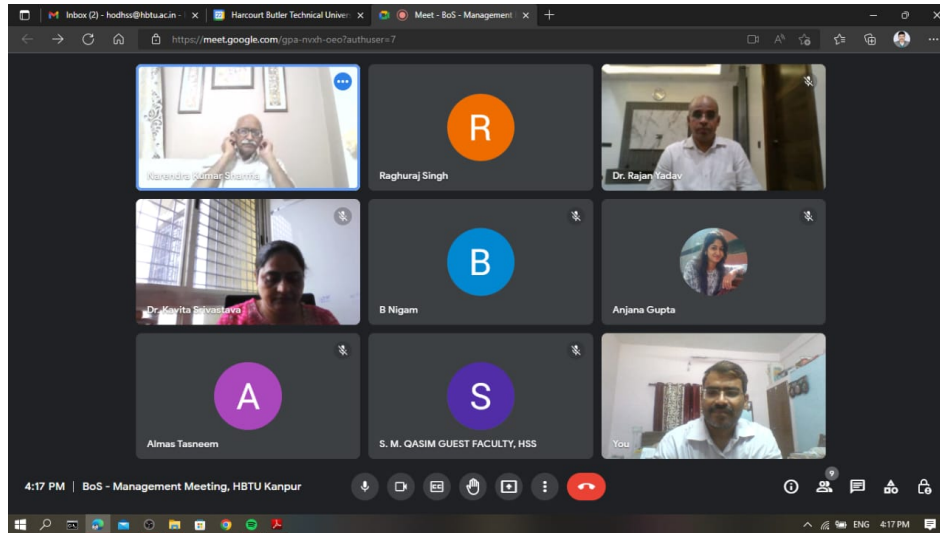 Inbox (2) - hodhss@hbtu.ac.in -
Harcourt Butler Technical Univer
Meet - BoS - Management
https://meet.google.com/gpa-nvxh-oeo?authuser=7
Narendra Kumar Sharma
R
Raghuraj Singh
Dr. Rajan Yadav
Dr. Kavita Srivastava
B
B Nigam
Anjana Gupta
A
Almas Tasneem
S
S. M. QASIM GUEST FACULTY, HSS
You
4:17 PM | BoS - Management Meeting, HBTU Kanpur
CC
9
ENG 4:17 PM